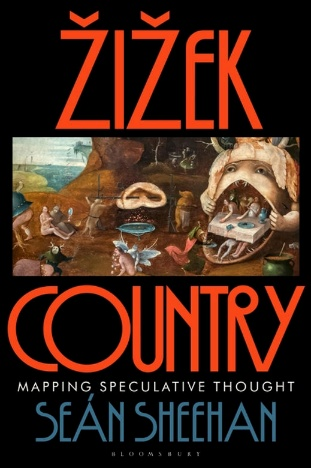 ŽIŽEK
COUNTRY
MAPPING SPECULATIVE THOUGHT
SEÁN SHEEHAN
BLOOMSBURY